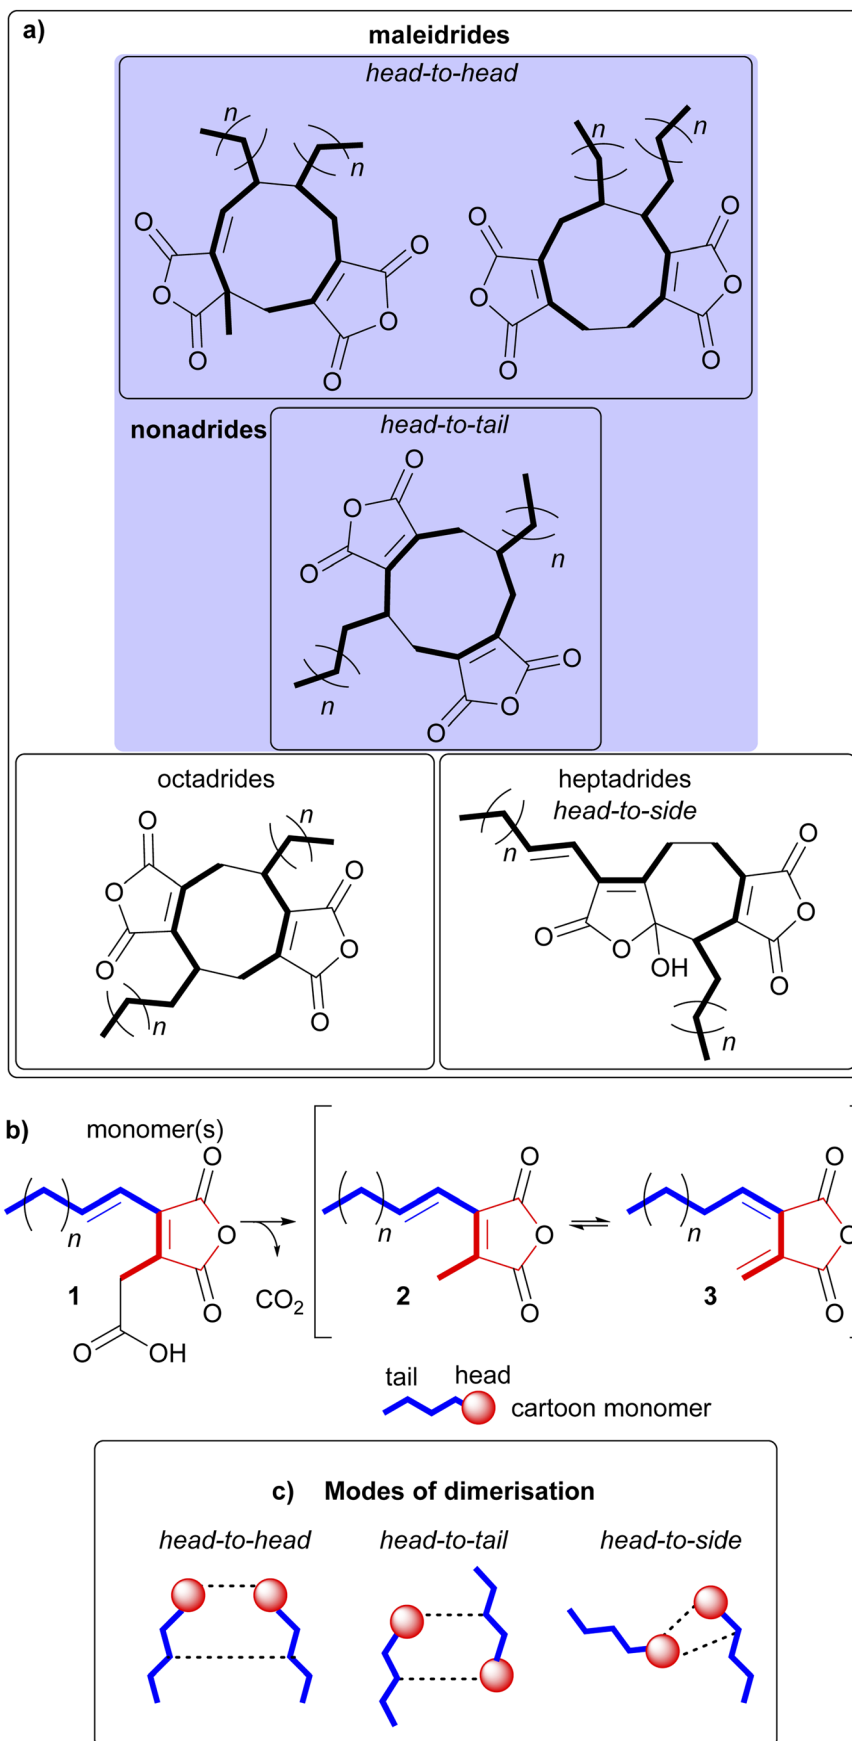 a)
maleidrides
head-to-head
n
n
n
n
O
O
O
O
O
O
O
O
O
O
O
O
nonadrides
head-to-tail
O
O
O
n
O
O
O
n
octadrides
n
O
O
O
O
O
n
O
heptadrides
head-to-side
n
O
O
O
O
OH
O
n
b)
monomer(s)
n
O
O
O
1
O
OH
CO2
n
O
O
O
2
n
O
O
O
3
tail
head
cartoon monomer
c) Modes of dimerisation
head-to-head
head-to-tail
head-to-side